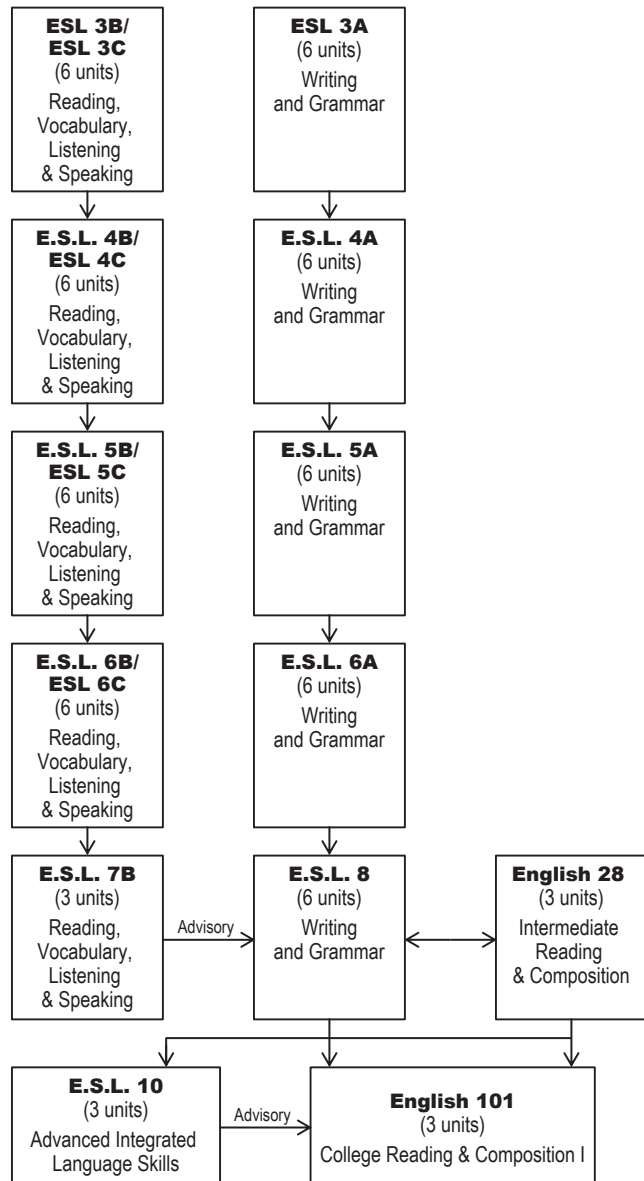 ESL 3B/
ESL 3C
(6 units)
Reading,
Vocabulary,
Listening
& Speaking
ESL 3A
(6 units)
Writing
and Grammar
E.S.L. 4B/
ESL 4C
(6 units)
Reading,
Vocabulary,
Listening
& Speaking
E.S.L. 4A
(6 units)
Writing
and Grammar
E.S.L. 5B/
ESL 5C
(6 units)
Reading,
Vocabulary,
Listening
& Speaking
E.S.L. 5A
(6 units)
Writing
and Grammar
E.S.L. 6B/
ESL 6C
(6 units)
Reading,
Vocabulary,
Listening
& Speaking
E.S.L. 6A
(6 units)
Writing
and Grammar
E.S.L. 7B
(3 units)
Reading,
Vocabulary,
Listening
& Speaking
Advisory
E.S.L. 8
(6 units)
Writing
and Grammar
English 28
(3 units)
Intermediate
Reading
& Composition
E.S.L. 10
(3 units)
Advanced Integrated
Language Skills
Advisory
English 101
(3 units)
College Reading & Composition I